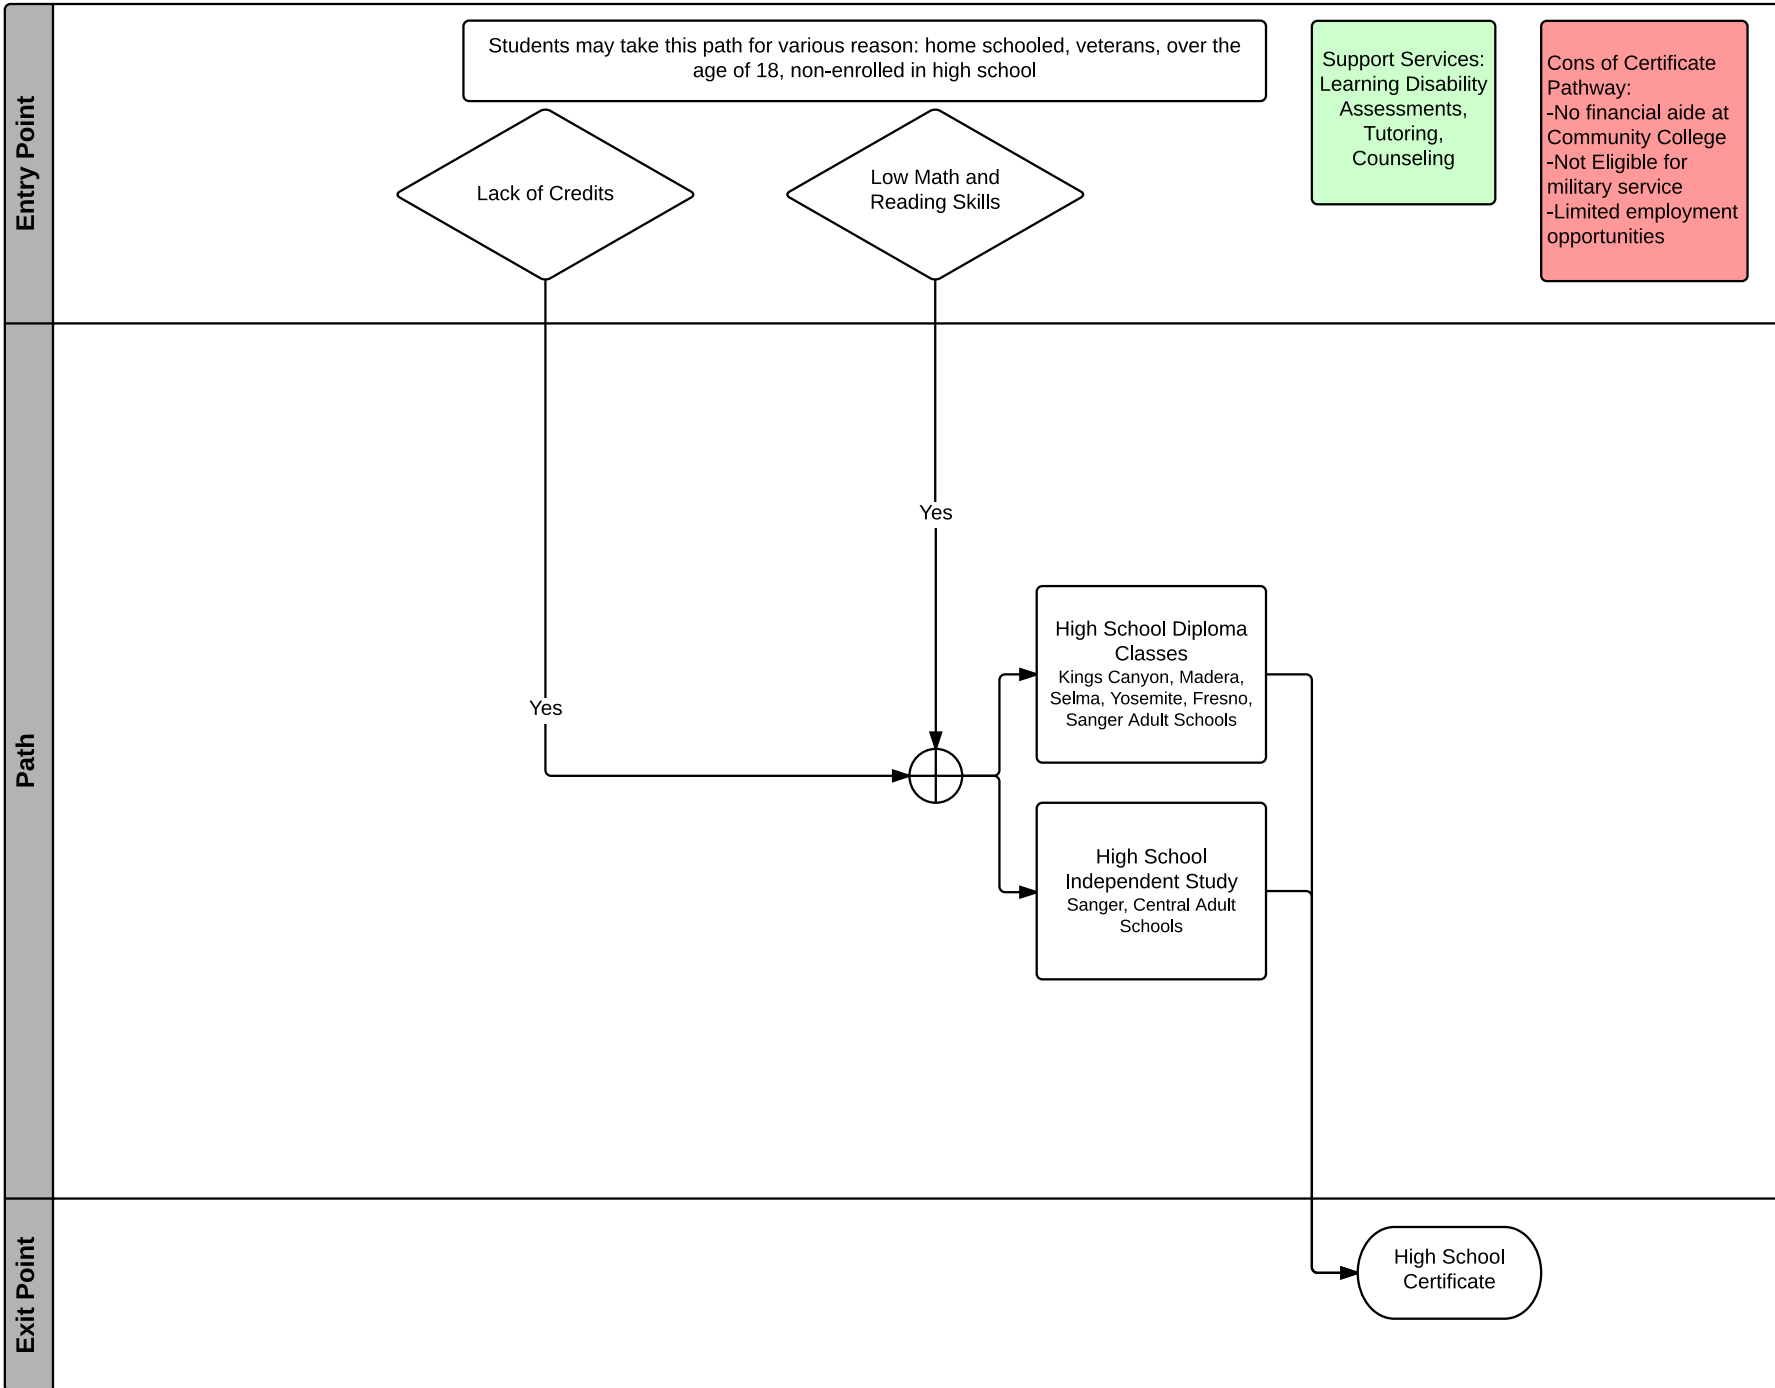 Entry Point
Students may take this path for various reason: home schooled, veterans, over the
age of 18, non-enrolled in high school
Support Services:
Learning Disability
Assessments,
Tutoring,
Counseling
Cons of Certificate
Pathway:
-No financial aide at
Community College
-Not Eligible for
military service
-Limited employment
opportunities
Lack of Credits
Low Math and
Reading Skills
Path
Yes
Yes
High School Diploma
Classes
Kings Canyon, Madera,
Selma, Yosemite, Fresno,
Sanger Adult Schools
High School
Independent Study
Sanger, Central Adult
Schools
Exit Point
High School
Certificate